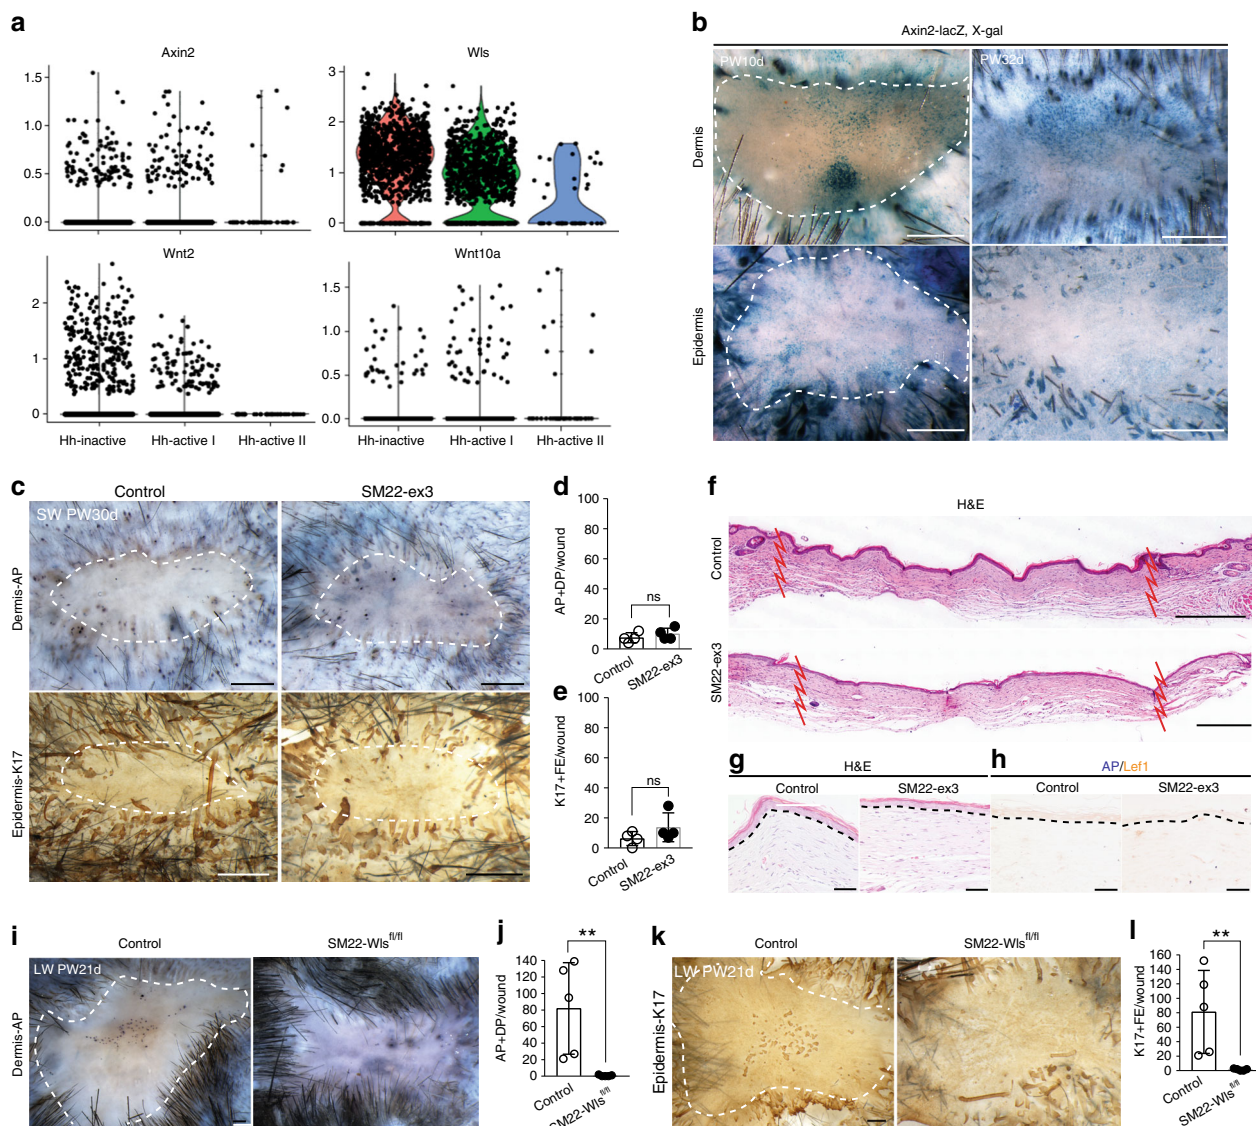 a
Axin2
1.5
1.0
0.5
0.0
Wls
3
2
1
0
Wnt2
2
1
0
Hh-inactive Hh-active I Hh-active II
Wnt10a
1.5
1.0
0.5
0.0
Hh-inactive Hh-active I Hh-active II
b
Axin2-lacZ, X-gal
PW10d
PW32d
Dermis
Epidermis
c
Control
SM22-ex3
SW PW30d
Dermis-AP
Epidermis-K17
d
AP+DP/wound
100
80
60
40
20
0
ns
Control
SM22-ex3
e
K17+FE/wound
100
80
60
40
20
0
ns
Control
SM22-ex3
f
H&E
Control
SM22-ex3
g
H&E
Control
SM22-ex3
h
AP/Lef1
Control
SM22-ex3
i
Control
SM22-Wls fl/fl
LW PW21d
Dermis-AP
j
AP+DP/wound
140
120
100
80
60
40
20
0
**
Control
SM22-Wls fl/fl
k
Control
SM22-Wls fl/fl
LW PW21d
Epidermis-K17
l
K17+FE/wound
160
140
120
100
80
60
40
20
0
**
Control
SM22-Wls fl/fl